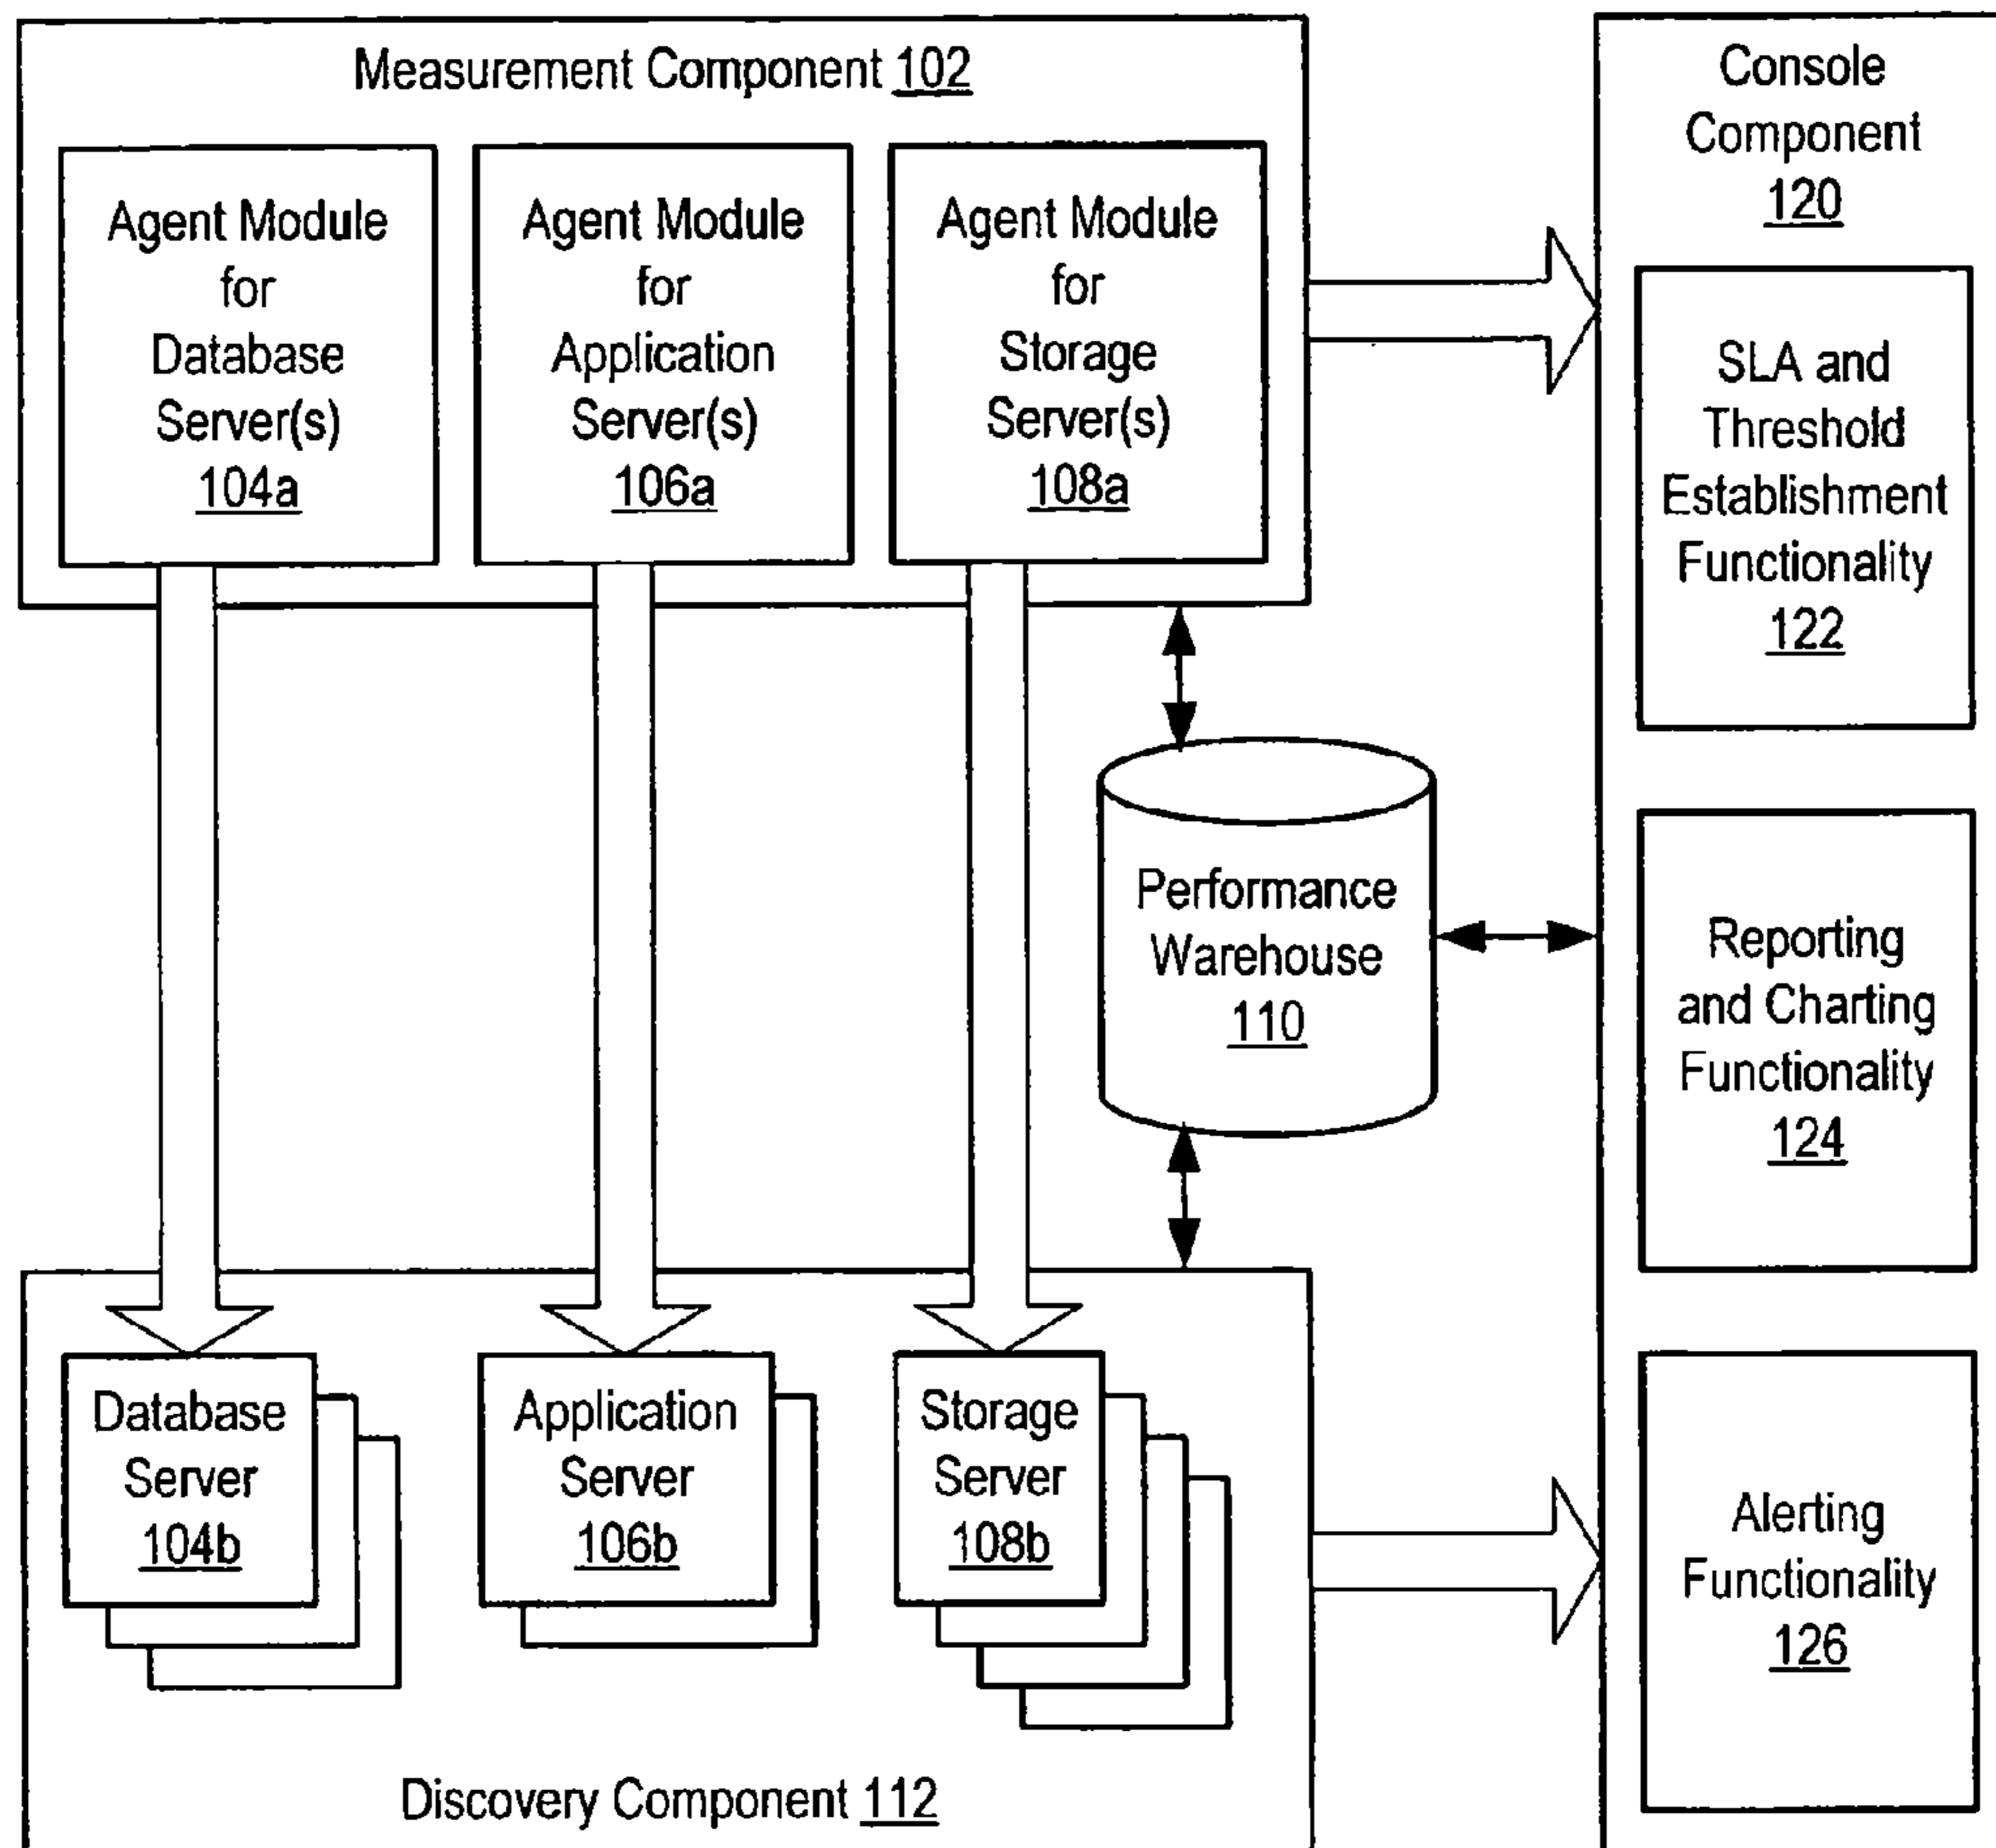 Measurement Component 102
Agent Module
for
Database
Server(s)
104a
Agent Module
for
Application
Server(s)
106a
Agent Module
for
Storage
Server(s)
108a
Console
Component
120
SLA and
Threshold
Establishment
Functionality
122
Performance
Warehouse
110
Reporting
and Charting
Functionality
124
Database
Server
104b
Application
Server
106b
Storage
Server
108b
Alerting
Functionality
126
Discovery Component 112